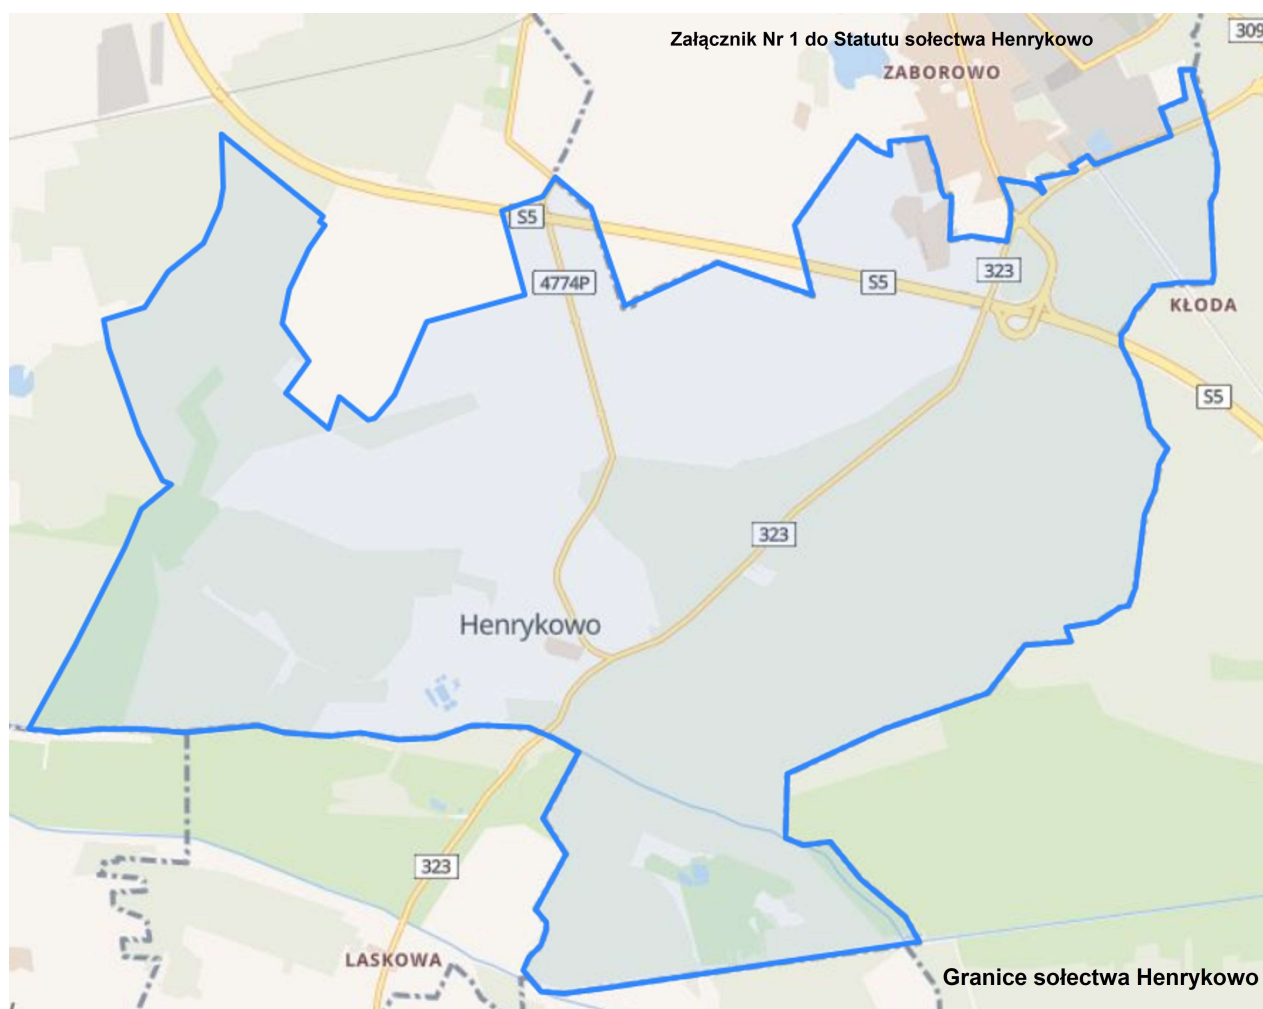 Załącznik Nr 1 do Statutu sołectwa Henrykowo
309
ZABOROWO
S5
4774P
S5
323
KŁODA
S5
323
Henrykowo
323
LASKOWA
Granice sołectwa Henrykowo